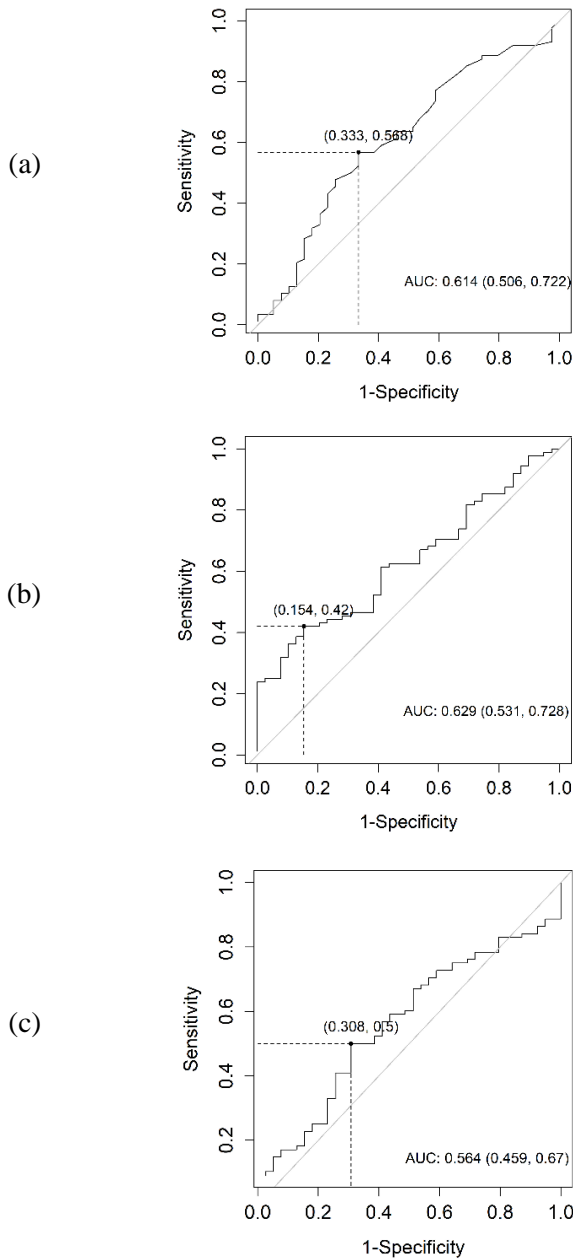 (a)
Sensitivity
1.0
0.8
0.6
0.4
0.2
0.0
(0.333, 0.568)
AUC: 0.614 (0.506, 0.722)
0.0 0.2 0.4 0.6 0.8 1.0
1-Specificity
(b)
Sensitivity
1.0
0.8
0.6
0.4
0.2
0.0
(0.154, 0.42)
AUC: 0.629 (0.531, 0.728)
0.0 0.2 0.4 0.6 0.8 1.0
1-Specificity
(c)
Sensitivity
1.0
0.8
0.6
0.4
0.2
(0.308, 0.5)
AUC: 0.564 (0.459, 0.67)
0.0 0.2 0.4 0.6 0.8 1.0
1-Specificity